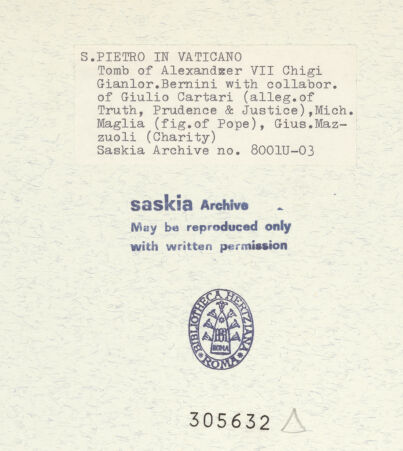 S.PIETRO IN VATICANO
Tomb of Alexandzer VII Chigi
Gianlor.Bernini with collabor.
of Giulio Cartari (alleg.of
Truth, Prudence & Justice),Mich.
Maglia (fig.of Pope), Gius.Maz-
zuoli (Charity)
Saskia Archive no. 8001U-03
saskia Archive
May be reproduced only
with written permission
BIBLIOTHECA HERTZIANA
ROMA
ROMA
305632